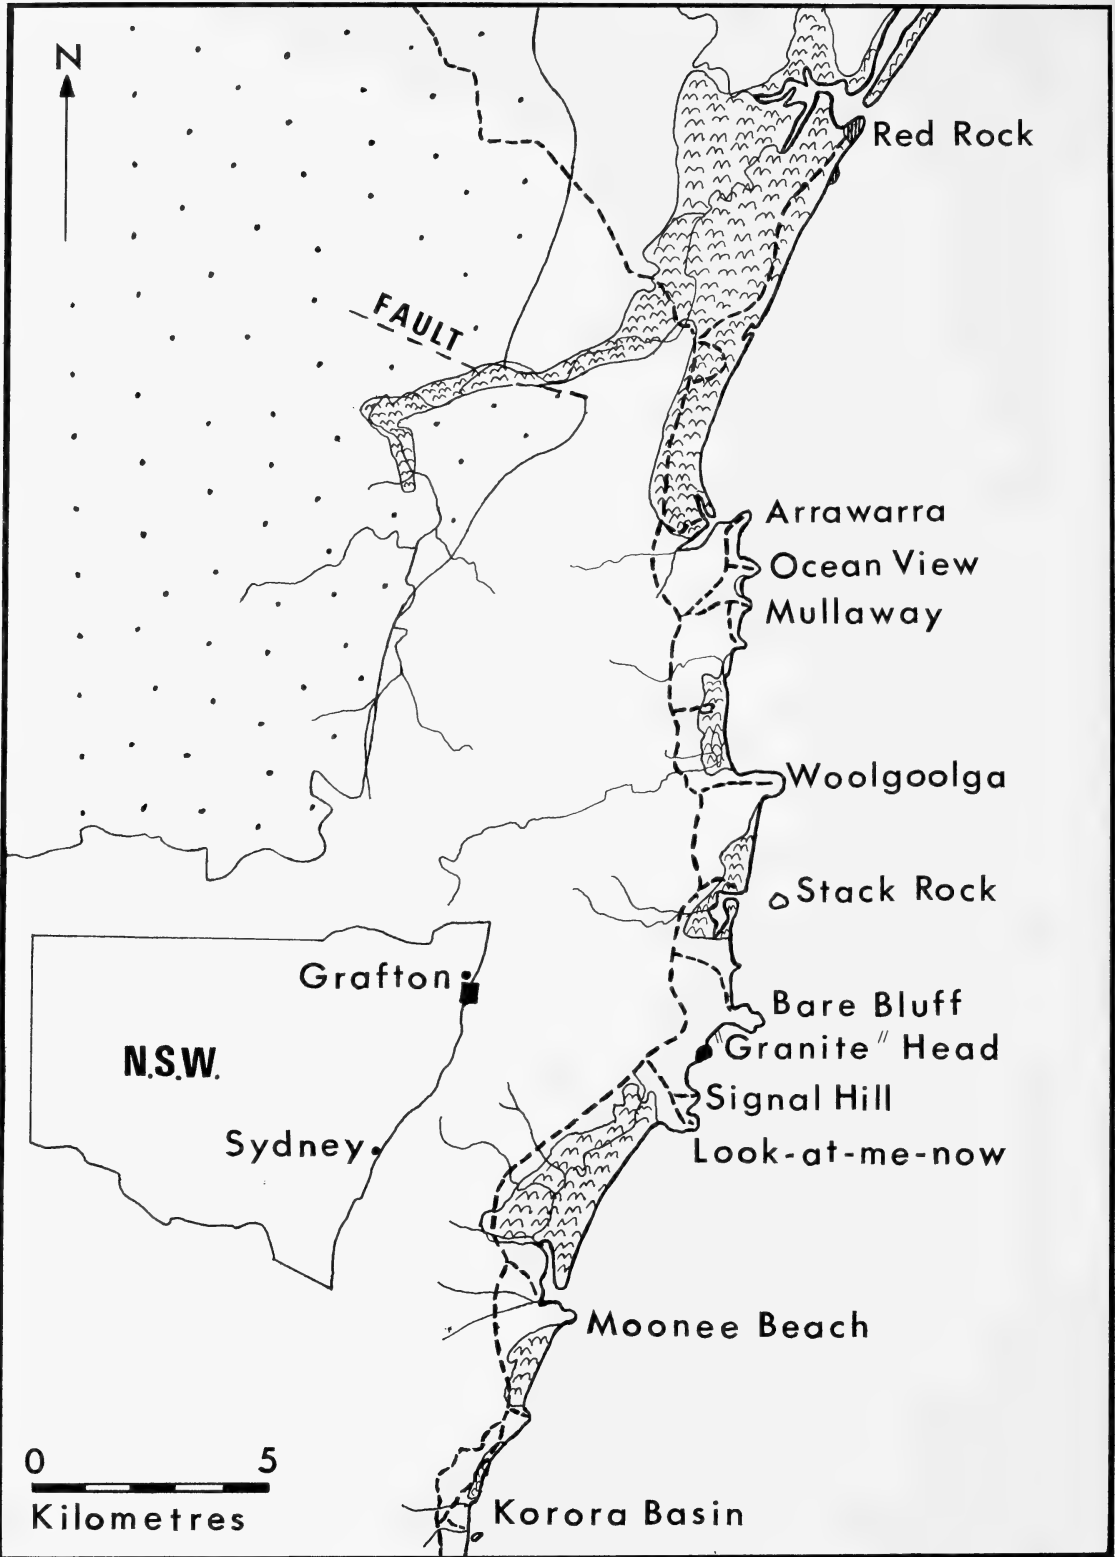 N
Red Rock
FAULT
Arrawarra
Ocean View
Mullaway
Woolgoolga
Stack Rock
Grafton
Bare Bluff
"Granite" Head
N.S.W.
Signal Hill
Sydney
Look-at-me-now
Moonee Beach
0 5
Kilometres
Korora Basin